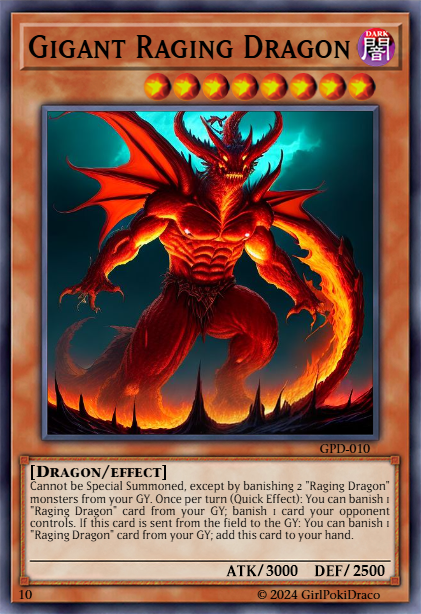 Gigant Raging Dragon
DARK
闇
GPD-010
[Dragon/effect]
Cannot be Special Summoned, except by banishing 2 "Raging Dragon"
monsters from your GY. Once per turn (Quick Effect): You can banish 1
"Raging Dragon" card from your GY; banish 1 card your opponent
controls. If this card is sent from the field to the GY: You can banish 1
"Raging Dragon" card from your GY; add this card to your hand.
ATK/3000 DEF/2500
10 © 2024 GirlPokiDraco